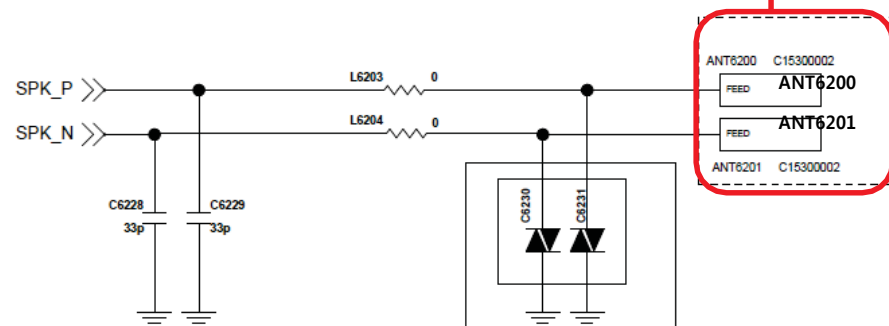 ANT6200 C15300002
FEED ANT6200
SPK_P
L6203 0
SPK_N
L6204 0
FEED ANT6201
ANT6201 C15300002
C6228 33p
C6229 33p
C6230
C6231